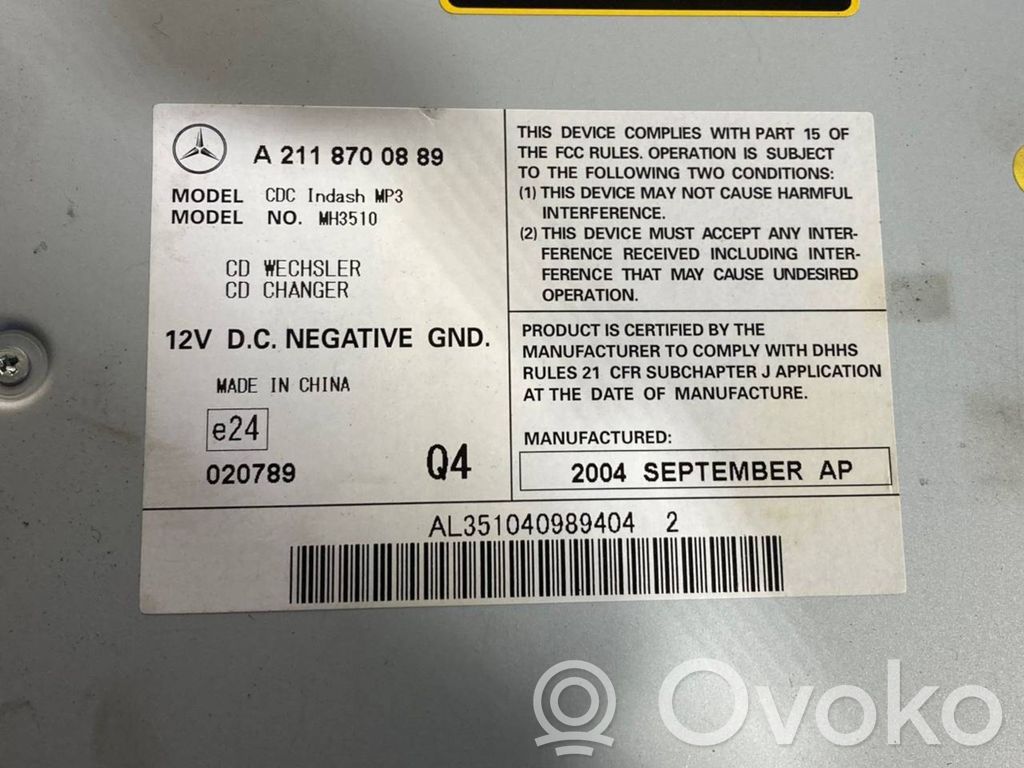 A 211 870 08 89
MODEL CDC Indash MP3
MODEL NO. MH3510
CD WECHSLER
CD CHANGER
12V D.C. NEGATIVE GND.
MADE IN CHINA
e24
020789
Q4
THIS DEVICE COMPLIES WITH PART 15 OF
THE FCC RULES. OPERATION IS SUBJECT
TO THE FOLLOWING TWO CONDITIONS:
(1) THIS DEVICE MAY NOT CAUSE HARMFUL
INTERFERENCE.
(2) THIS DEVICE MUST ACCEPT ANY INTER-
FERENCE RECEIVED INCLUDING INTER-
FERENCE THAT MAY CAUSE UNDESIRED
OPERATION.
PRODUCT IS CERTIFIED BY THE
MANUFACTURER TO COMPLY WITH DHHS
RULES 21 CFR SUBCHAPTER J APPLICATION
AT THE DATE OF MANUFACTURE.
MANUFACTURED:
2004 SEPTEMBER AP
AL351040989404 2
Ovoko